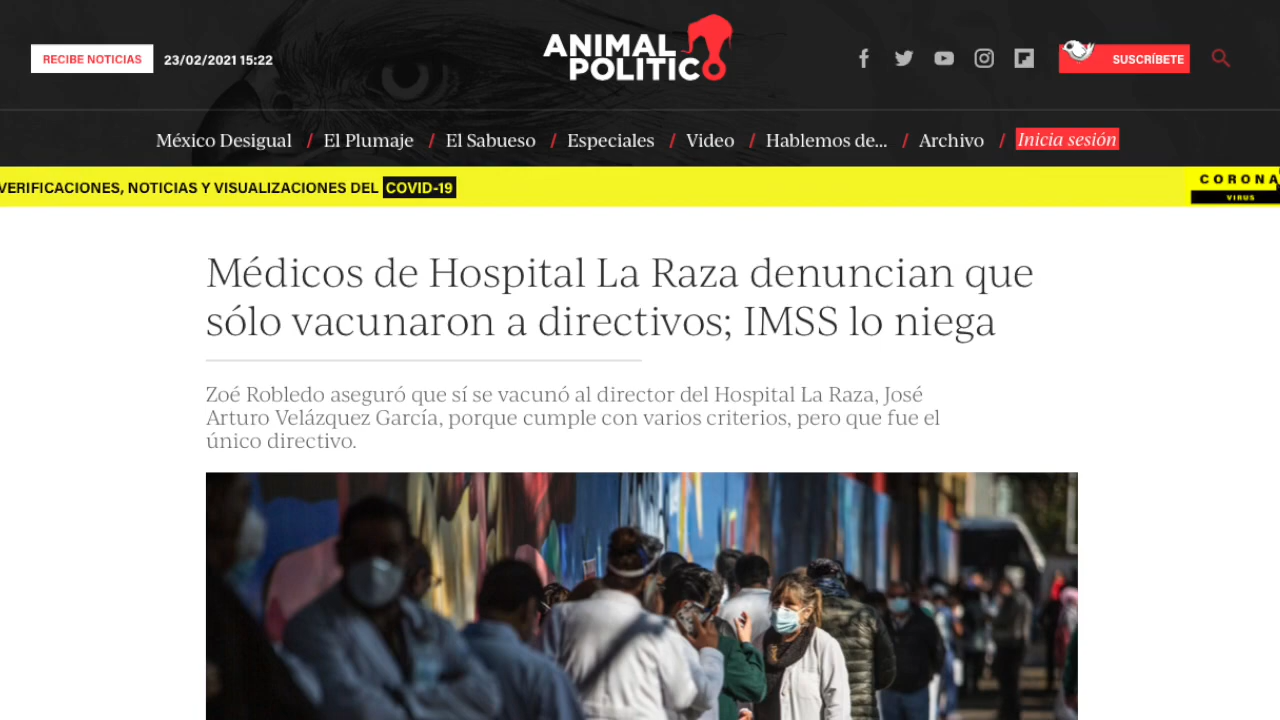 RECIBE NOTICIAS
23/02/2021 15:22
ANIMAL
POLITICO
SUSCRÍBETE
México Desigual / El Plumaje / El Sabueso / Especiales / Video / Hablemos de... / Archivo / Inicia sesión
VERIFICACIONES, NOTICIAS Y VISUALIZACIONES DEL COVID-19
CORONA
VIRUS
Médicos de Hospital La Raza denuncian que
sólo vacunaron a directivos; IMSS lo niega
Zoé Robledo aseguró que sí se vacunó al director del Hospital La Raza, José
Arturo Velázquez García, porque cumple con varios criterios, pero que fue el
único directivo.